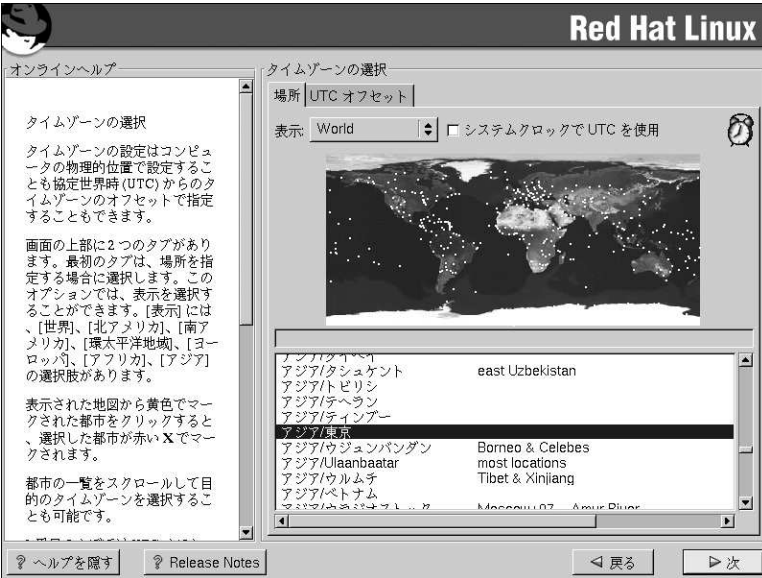 Red Hat Linux
オンラインヘルプ
タイムゾーンの選択
タイムゾーンの設定はコンピュ
ータの物理的位置で設定するこ
とも協定世界時(UTC) からのタ
イムゾーンのオフセットで指定
することもできます。
画面の上部に2つのタブがあり
ます。最初のタブは、場所を指
定する場合に選択します。この
オプションでは、表示を選択す
ることができます。[表示] には
、[世界]、[北アメリカ]、[南ア
メリカ]、[環太平洋地域]、[ヨー
ロッパ]、[アフリカ]、[アジア]
の選択肢があります。
表示された地図から黄色でマー
クされた都市をクリックすると
、選択した都市が赤い X でマー
クされます。
都市の一覧をスクロールして目
的のタイムゾーンを選択するこ
とも可能です。
タイムゾーンの選択
場所 UTC オフセット
表示: World システムクロックで UTC を使用
アジア/タシュケント east Uzbekistan
アジア/トビリシ
アジア/テヘラン
アジア/ティンプー
アジア/東京
アジア/ウジュンパンダン Borneo & Celebes
アジア/Ulaanbaatar most locations
アジア/ウルムチ Tibet & Xinjiang
アジア/ベトナム
? ヘルプを隠す ? Release Notes 戻る 次